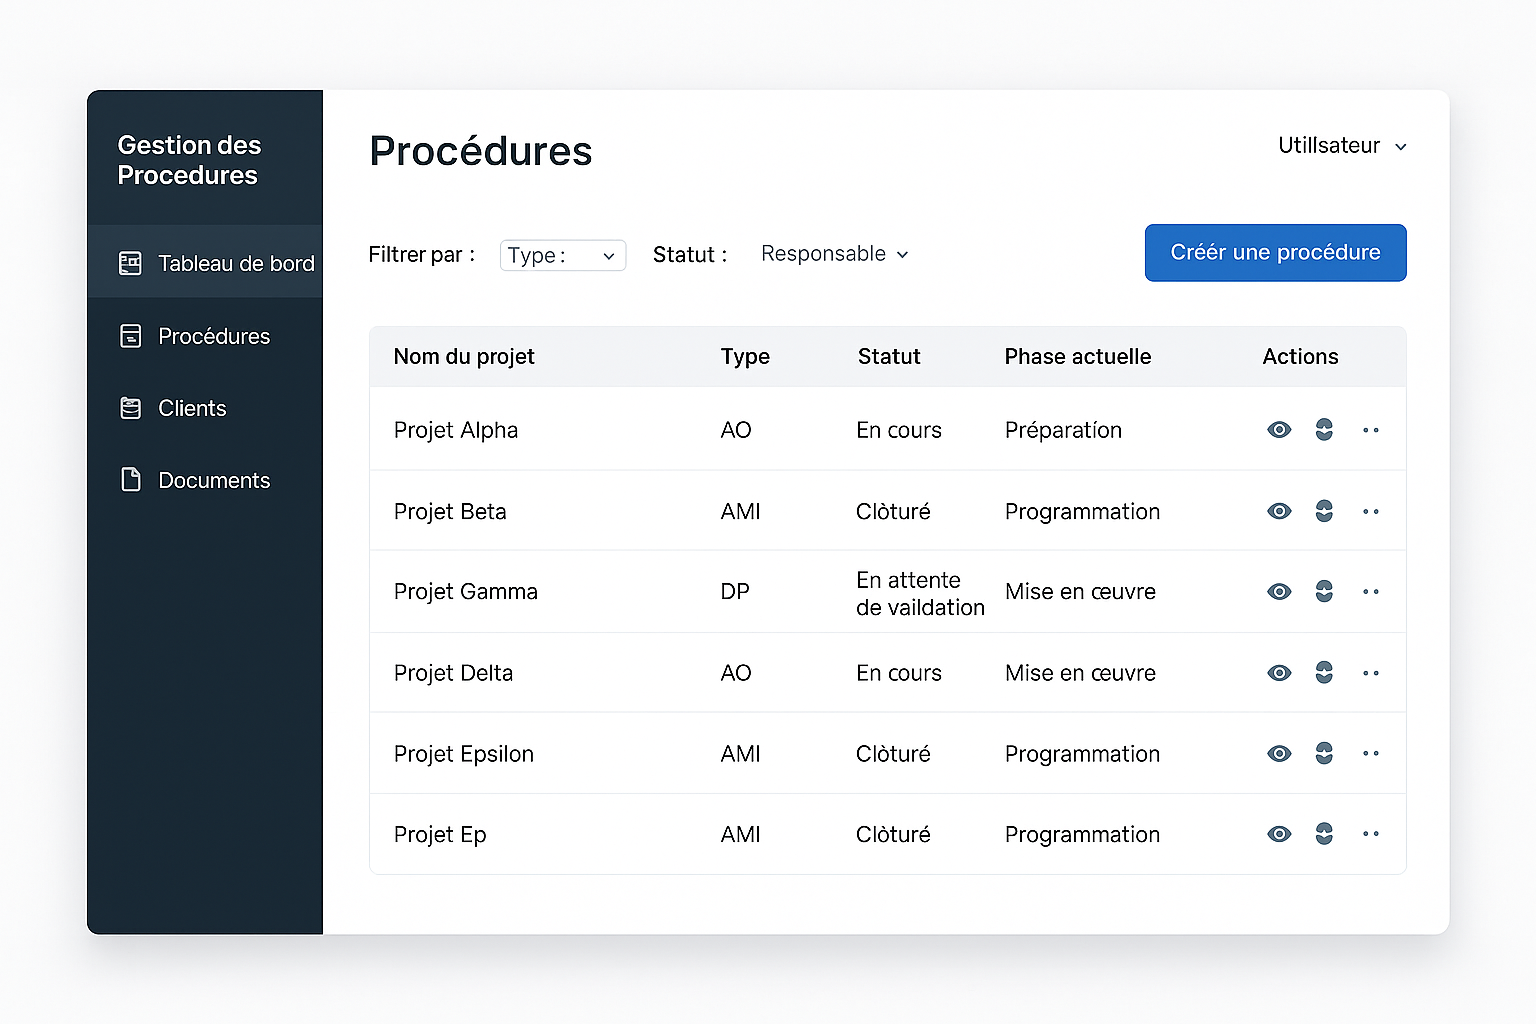 Gestion des
Procedures
Tableau de bord
Procédures
Clients
Documents
Procédures
Utillsateur
Filtrer par : Type : Statut : Responsable
Créér une procédure
Nom du projet Type Statut Phase actuelle Actions
Projet Alpha AO En cours Préparatíon
Projet Beta AMI Clòturé Programmation
Projet Gamma DP En attente
de vaildation Mise en œuvre
Projet Delta AO En cours Mise en œuvre
Projet Epsilon AMI Clòturé Programmation
Projet Ep AMI Clòturé Programmation